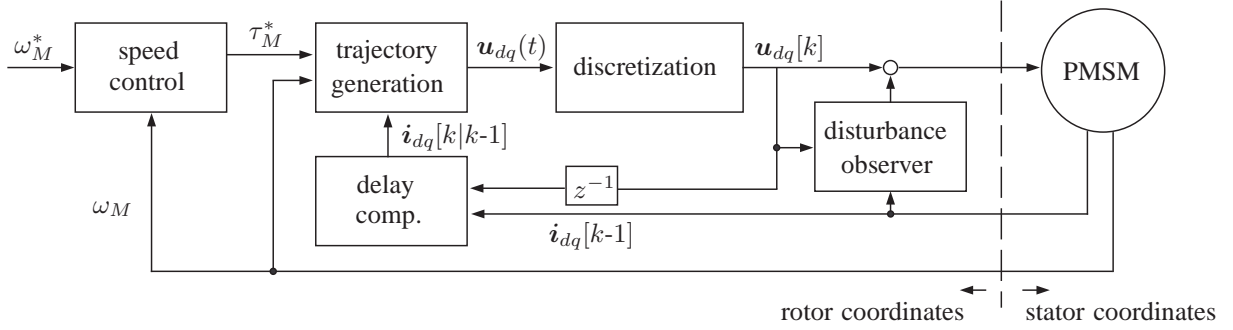 ω*_M
speed
control
τ*_M
trajectory
generation
u_dq(t)
discretization
u_dq[k]
PMSM
i_dq[k|k-1]
disturbance
observer
delay
comp.
z⁻¹
ω_M
i_dq[k-1]
rotor coordinates
stator coordinates